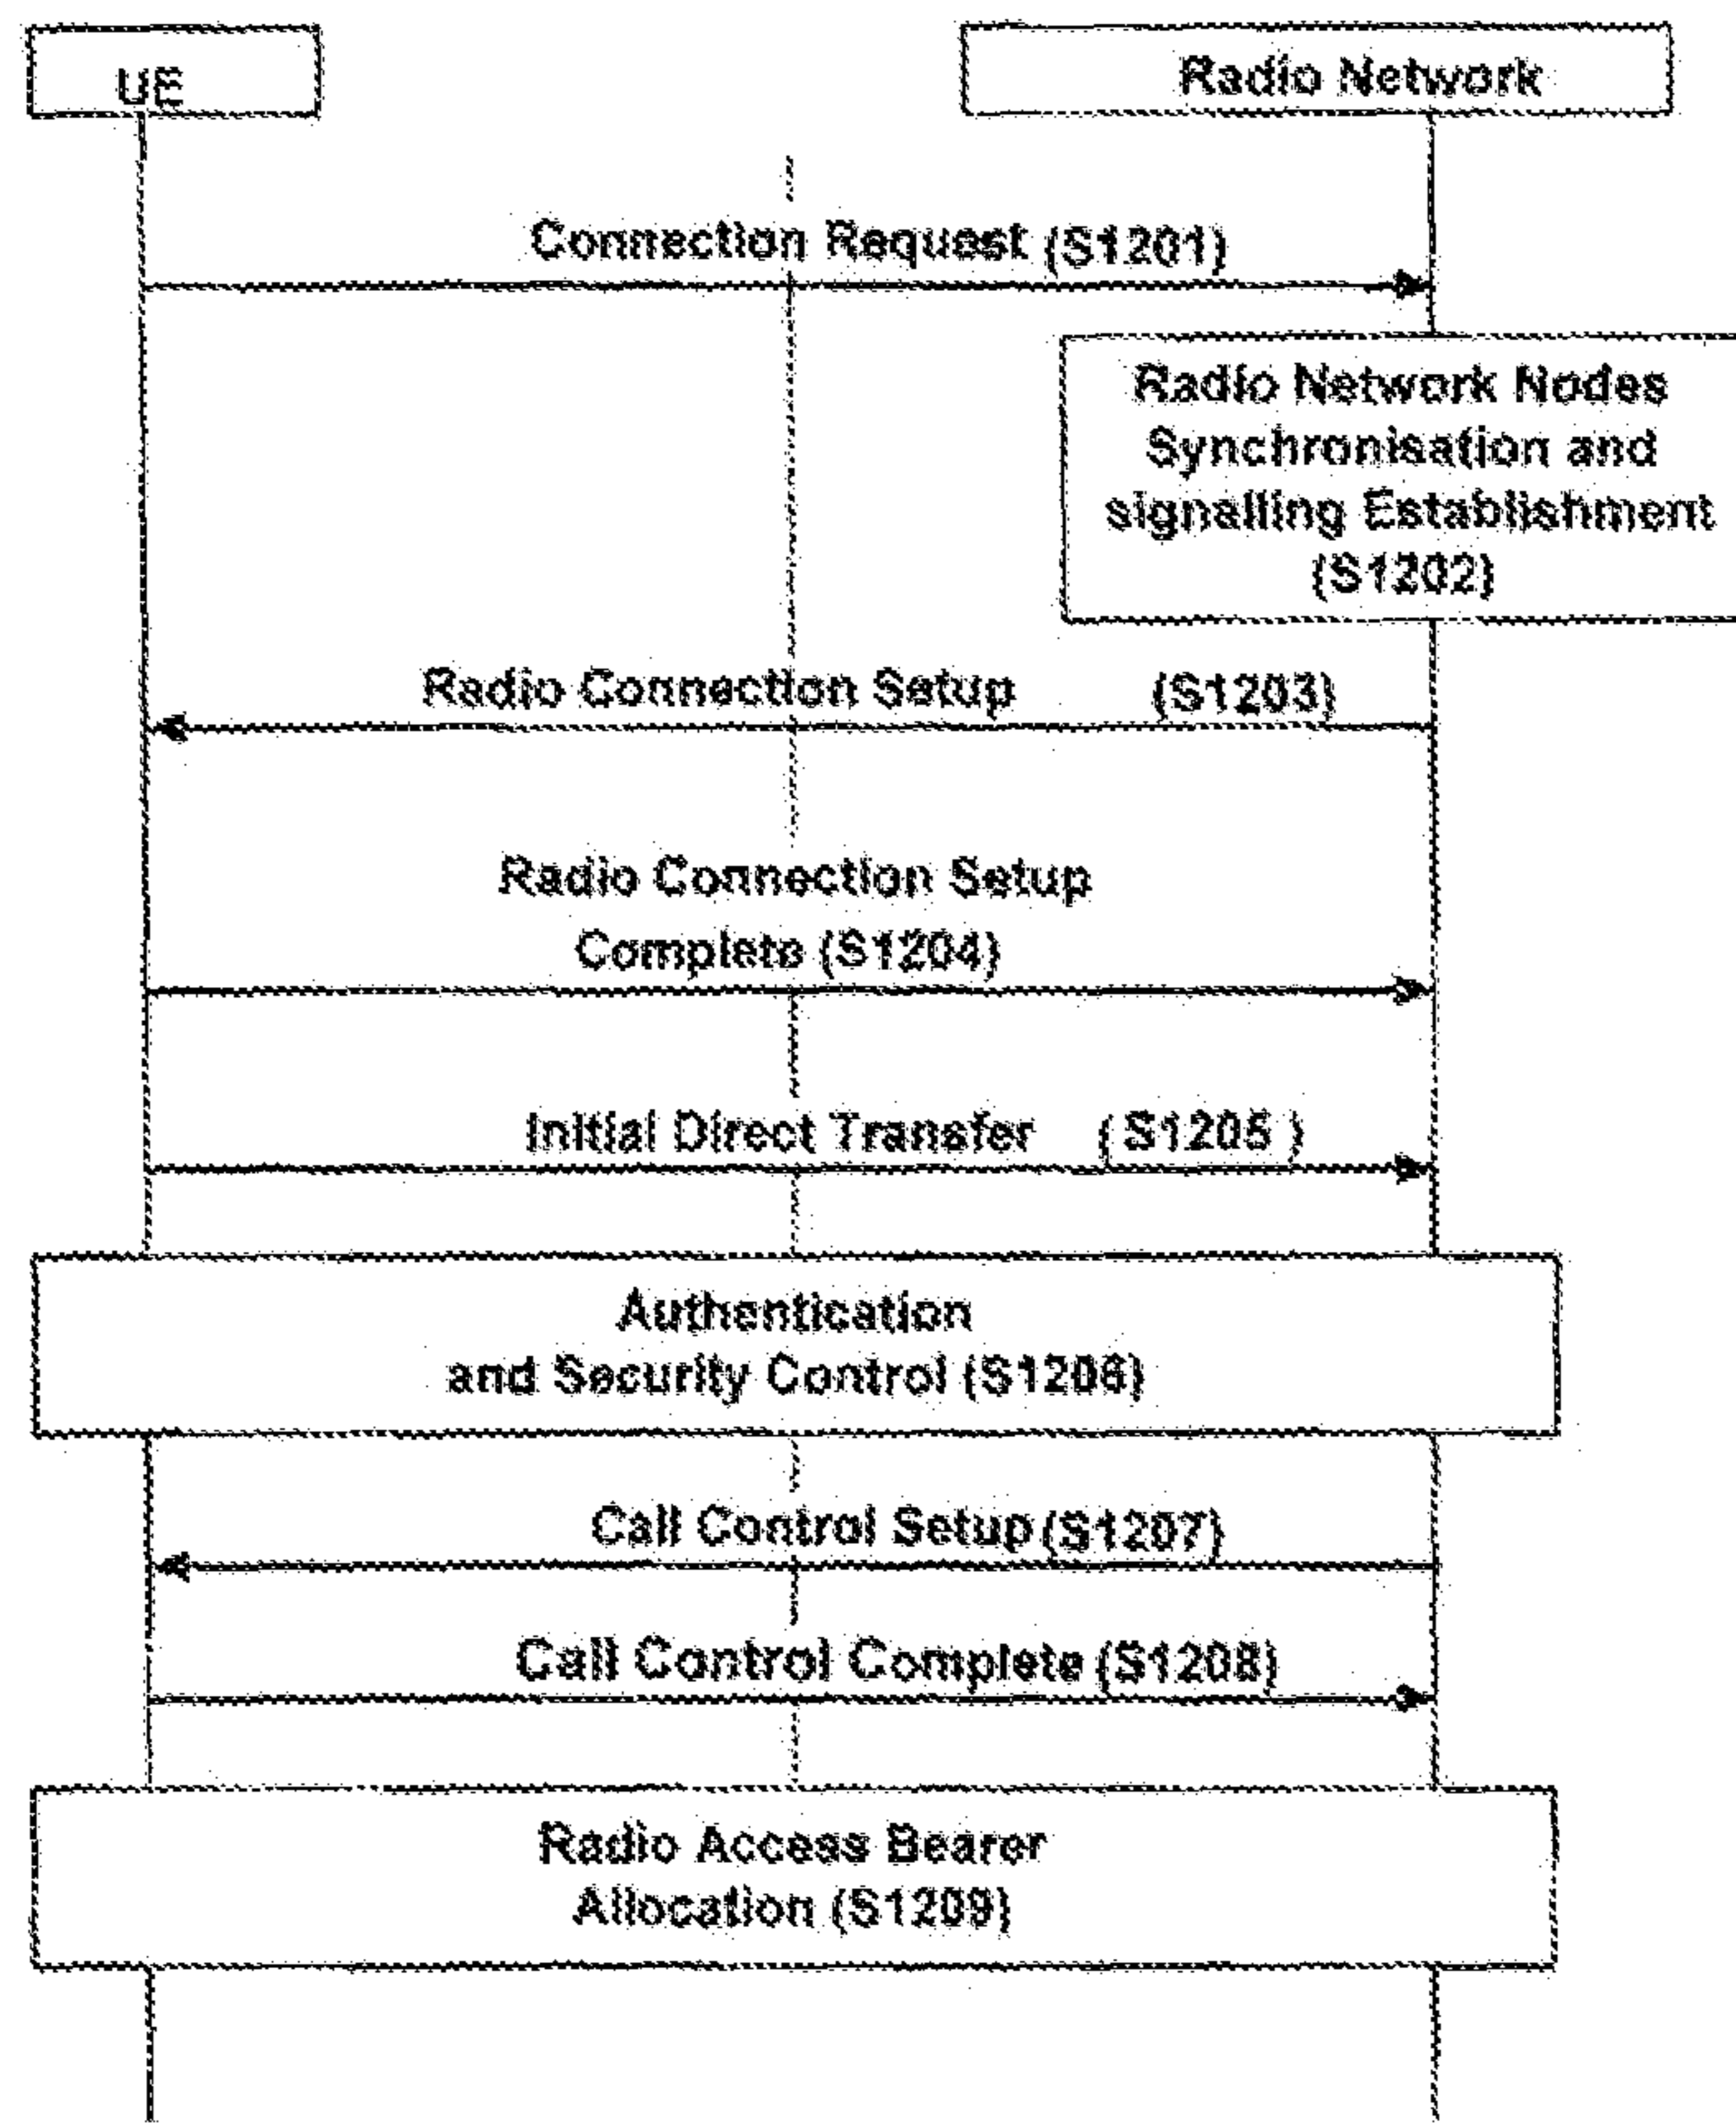 UE
Radio Network
Connection Request (S1201)
Radio Network Nodes
Synchronisation and
signalling Establishment
(S1202)
Radio Connection Setup (S1203)
Radio Connection Setup
Complete (S1204)
Initial Direct Transfer ( S1205 )
Authentication
and Security Control (S1206)
Call Control Setup (S1207)
Call Control Complete (S1208)
Radio Access Bearer
Allocation (S1209)